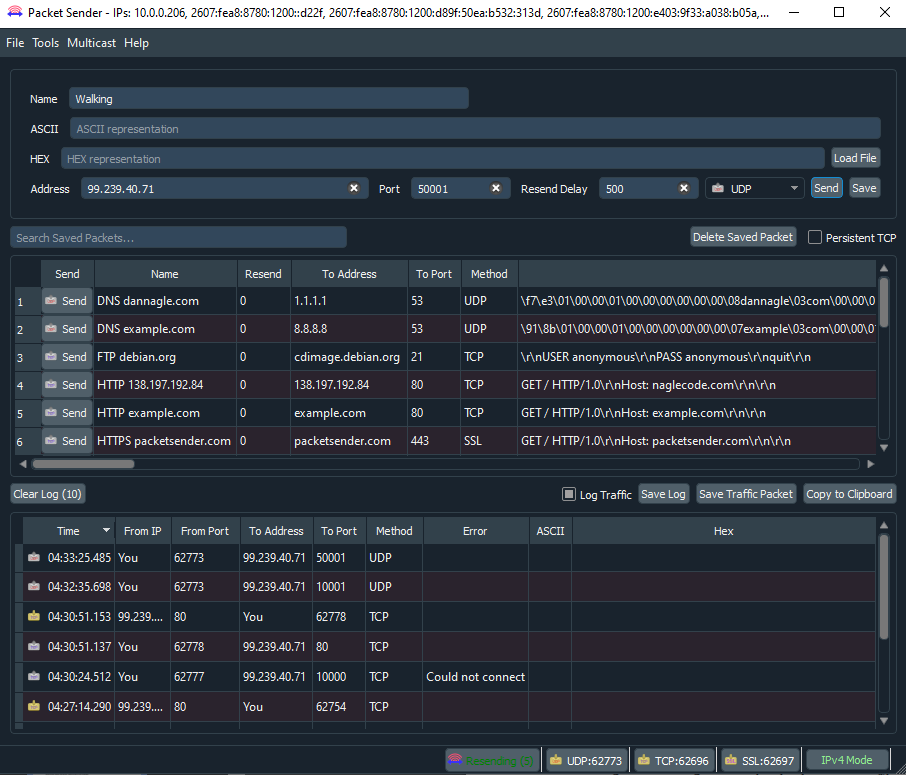 Packet Sender - IPs: 10.0.0.206, 2607:fea8:8780:1200::d22f, 2607:fea8:8780:1200:d89f:50ea:b532:313d, 2607:fea8:8780:1200:e403:9f33:a038:b05a,...
File Tools Multicast Help
Name Walking
ASCII ASCII representation
HEX HEX representation Load File
Address 99.239.40.71 Port 50001 Resend Delay 500 UDP Send Save
Search Saved Packets... Delete Saved Packet Persistent TCP
Send Name Resend To Address To Port Method
1 Send DNS dannagle.com 0 1.1.1.1 53 UDP \f7\e3\01\00\00\01\00\00\00\00\00\00\08dannagle\03com\00\00\0
2 Send DNS example.com 0 8.8.8.8 53 UDP \91\8b\01\00\00\01\00\00\00\00\00\00\07example\03com\00\00\0
3 Send FTP debian.org 0 cdimage.debian.org 21 TCP \r\nUSER anonymous\r\nPASS anonymous\r\nquit\r\n
4 Send HTTP 138.197.192.84 0 138.197.192.84 80 TCP GET / HTTP/1.0\r\nHost: naglecode.com\r\n\r\n
5 Send HTTP example.com 0 example.com 80 TCP GET / HTTP/1.0\r\nHost: example.com\r\n\r\n
6 Send HTTPS packetsender.com 0 packetsender.com 443 SSL GET / HTTP/1.0\r\nHost: packetsender.com\r\n\r\n
Clear Log (10) Log Traffic Save Log Save Traffic Packet Copy to Clipboard
Time From IP From Port To Address To Port Method Error ASCII Hex
04:33:25.485 You 62773 99.239.40.71 50001 UDP
04:32:35.698 You 62773 99.239.40.71 10001 UDP
04:30:51.153 99.239.... 80 You 62778 TCP
04:30:51.137 You 62778 99.239.40.71 80 TCP
04:30:24.512 You 62777 99.239.40.71 10000 TCP Could not connect
04:27:14.290 99.239.... 80 You 62754 TCP
Resending (5) UDP:62773 TCP:62696 SSL:62697 IPv4 Mode